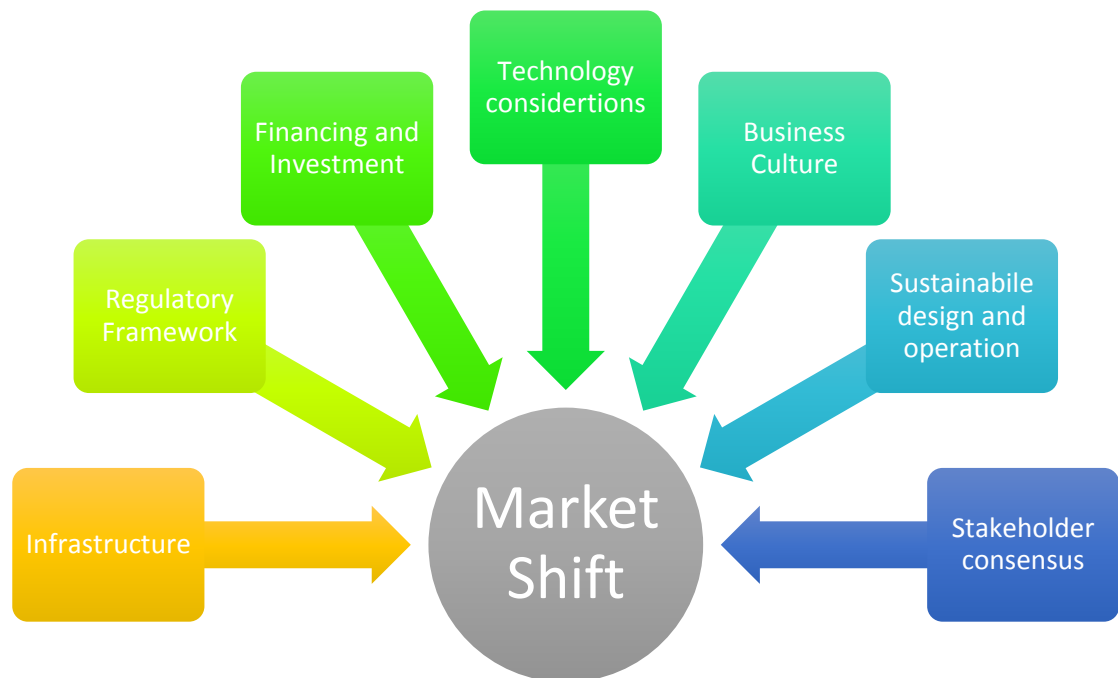 Technology
considertions
Financing and
Investment
Business
Culture
Regulatory
Framework
Sustainabile
design and
operation
Infrastructure
Market
Shift
Stakeholder
consensus